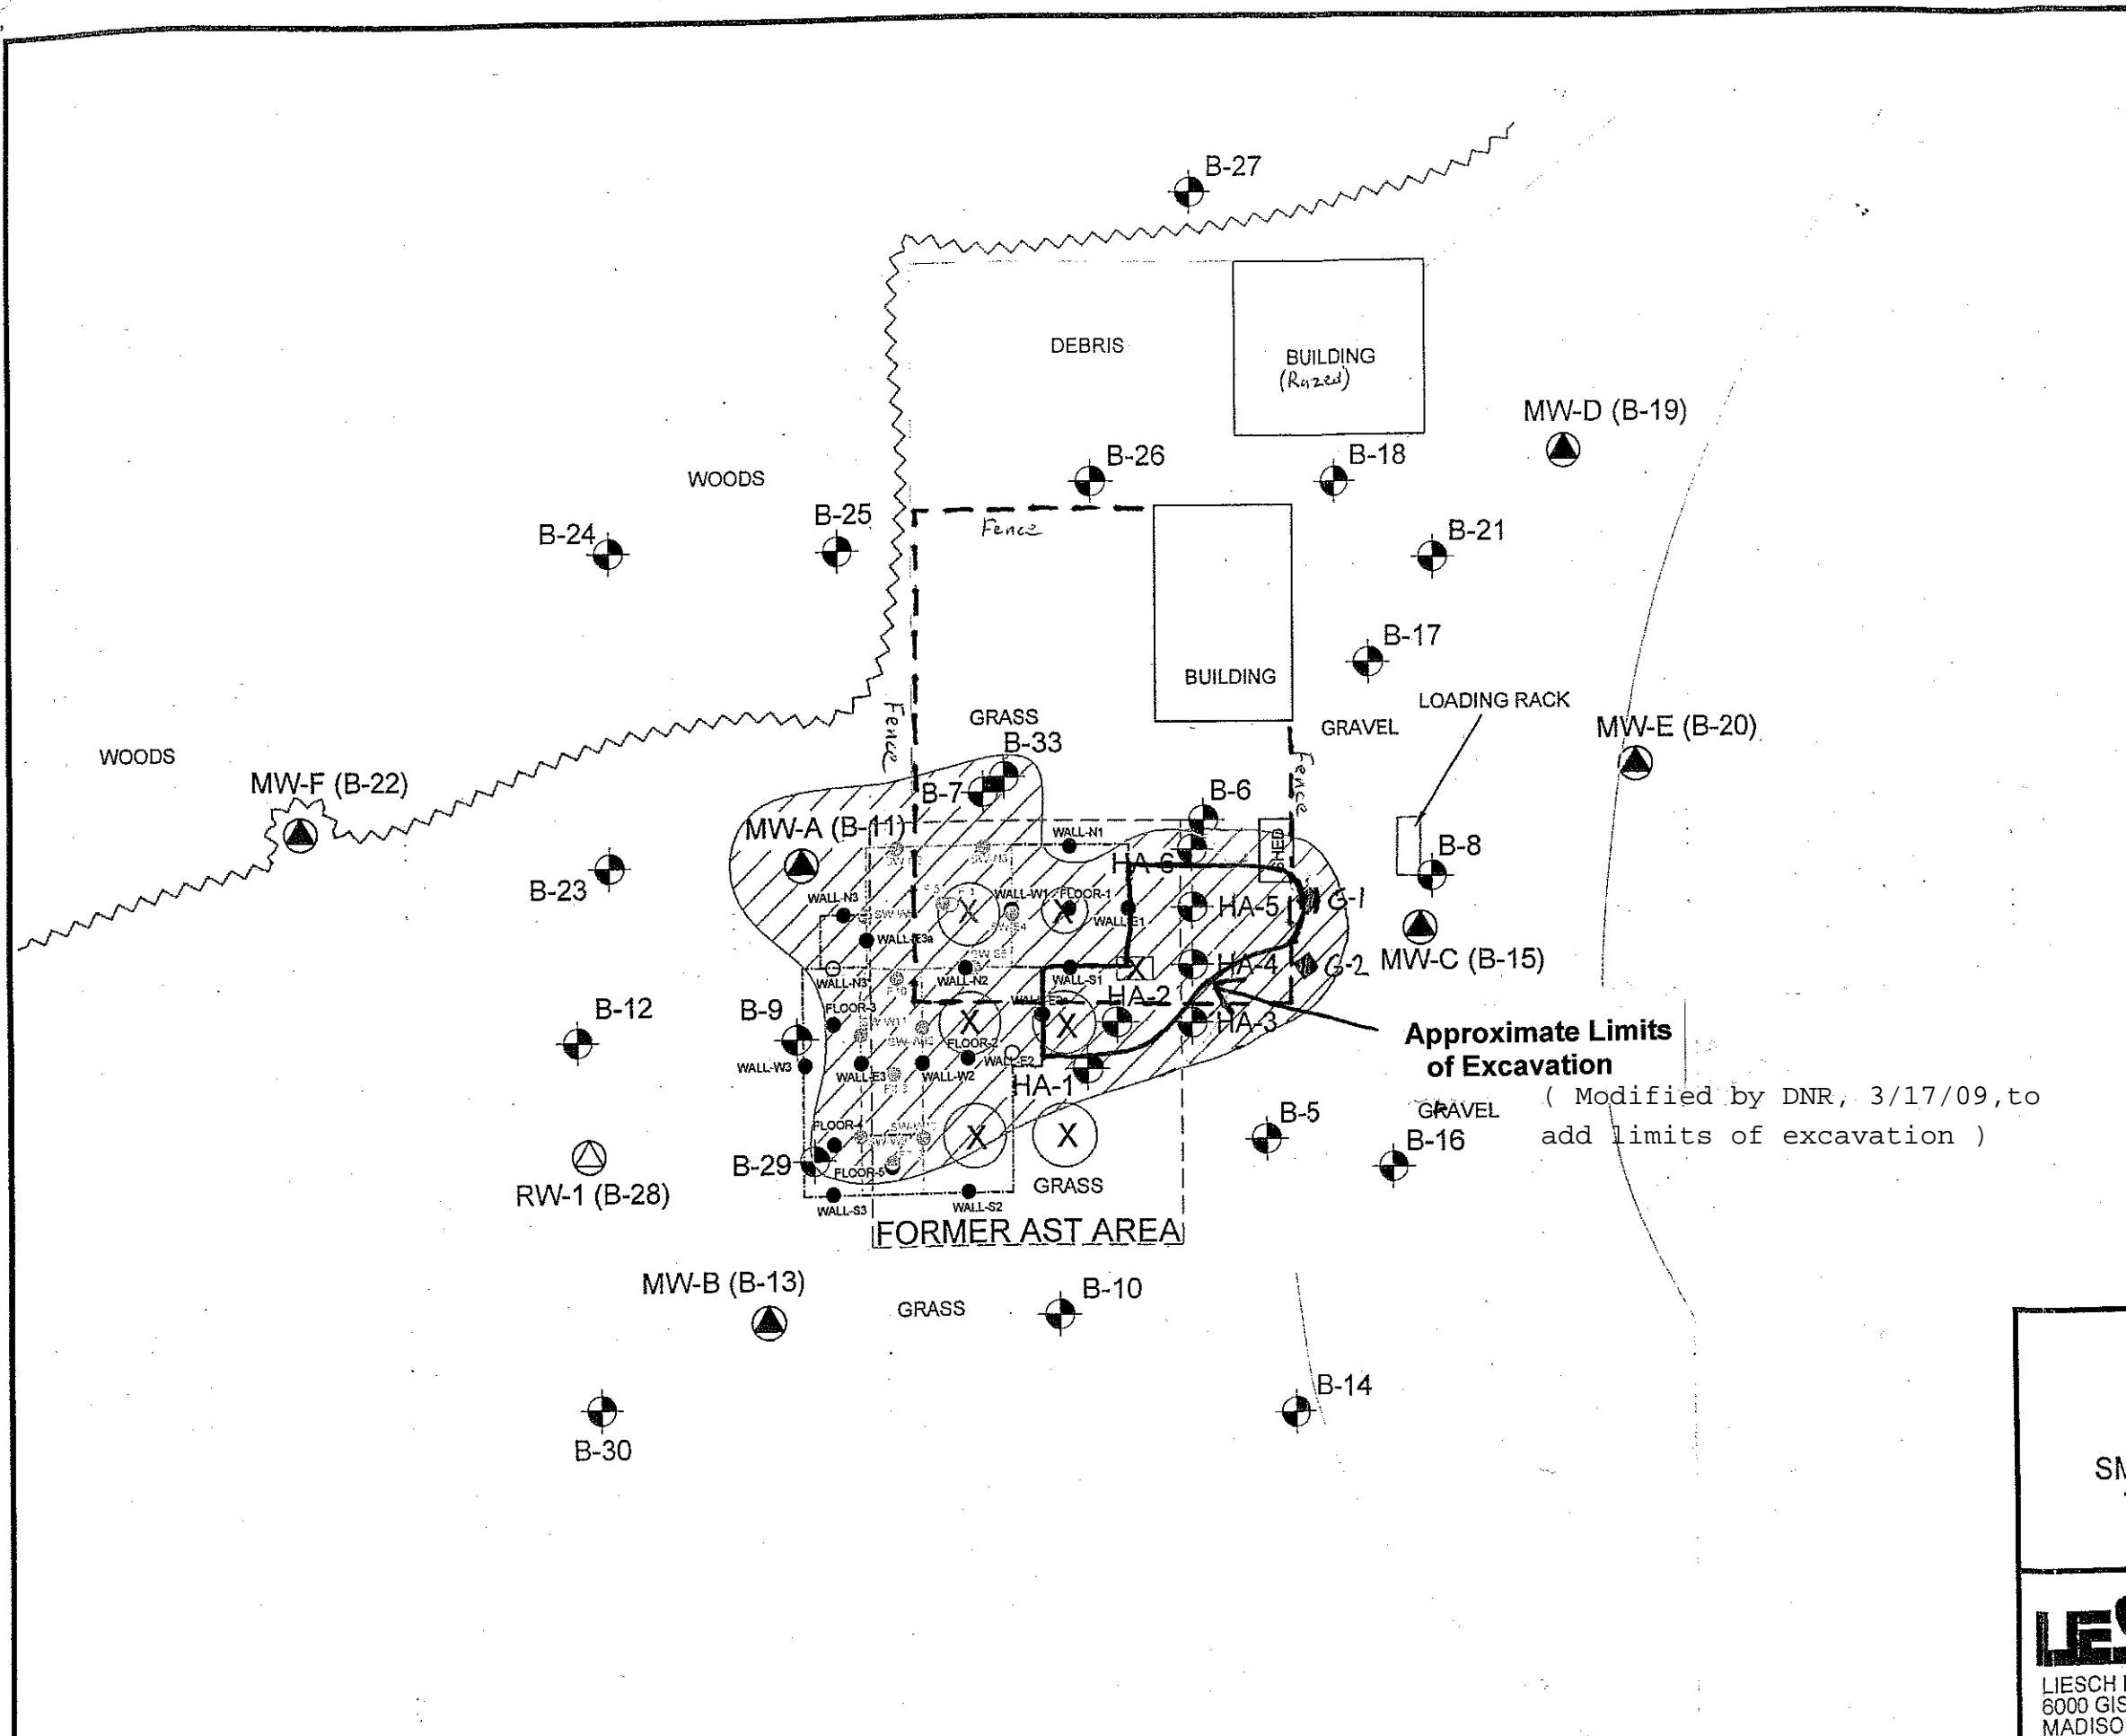 B-27
DEBRIS
BUILDING
(Razed)
MW-D (B-19)
B-26
B-18
WOODS
B-25
B-24
Fence
B-21
B-17
BUILDING
LOADING RACK
GRASS
Fence
GRAVEL
MW-E (B-20)
B-33
WOODS
Fence
MW-F (B-22)
B-7
B-6
MW-A (B-11)
WALL-N1
SHED
B-8
HA-6
B-23
WALL-N3
WALL-W1
FLOOR-1
X
X
WALL-E1
HA-5
G-1
WALL-E3a
HA-4
G-2
MW-C (B-15)
WALL-N3
WALL-N2
WALL-S1
X
HA-2
B-12
B-9
FLOOR-3
X
X
HA-3
Approximate Limits
of Excavation
FLOOR-2
WALL-W3
WALL-E3
WALL-W2
WALL-E2
HA-1
( Modified by DNR, 3/17/09,to
add limits of excavation )
GRAVEL
B-5
B-16
FLOOR-4
X
X
B-29
FLOOR-5
GRASS
RW-1 (B-28)
WALL-S3
WALL-S2
FORMER AST AREA
MW-B (B-13)
B-10
GRASS
B-14
B-30
LIESCH
6000 GIS
MADISO